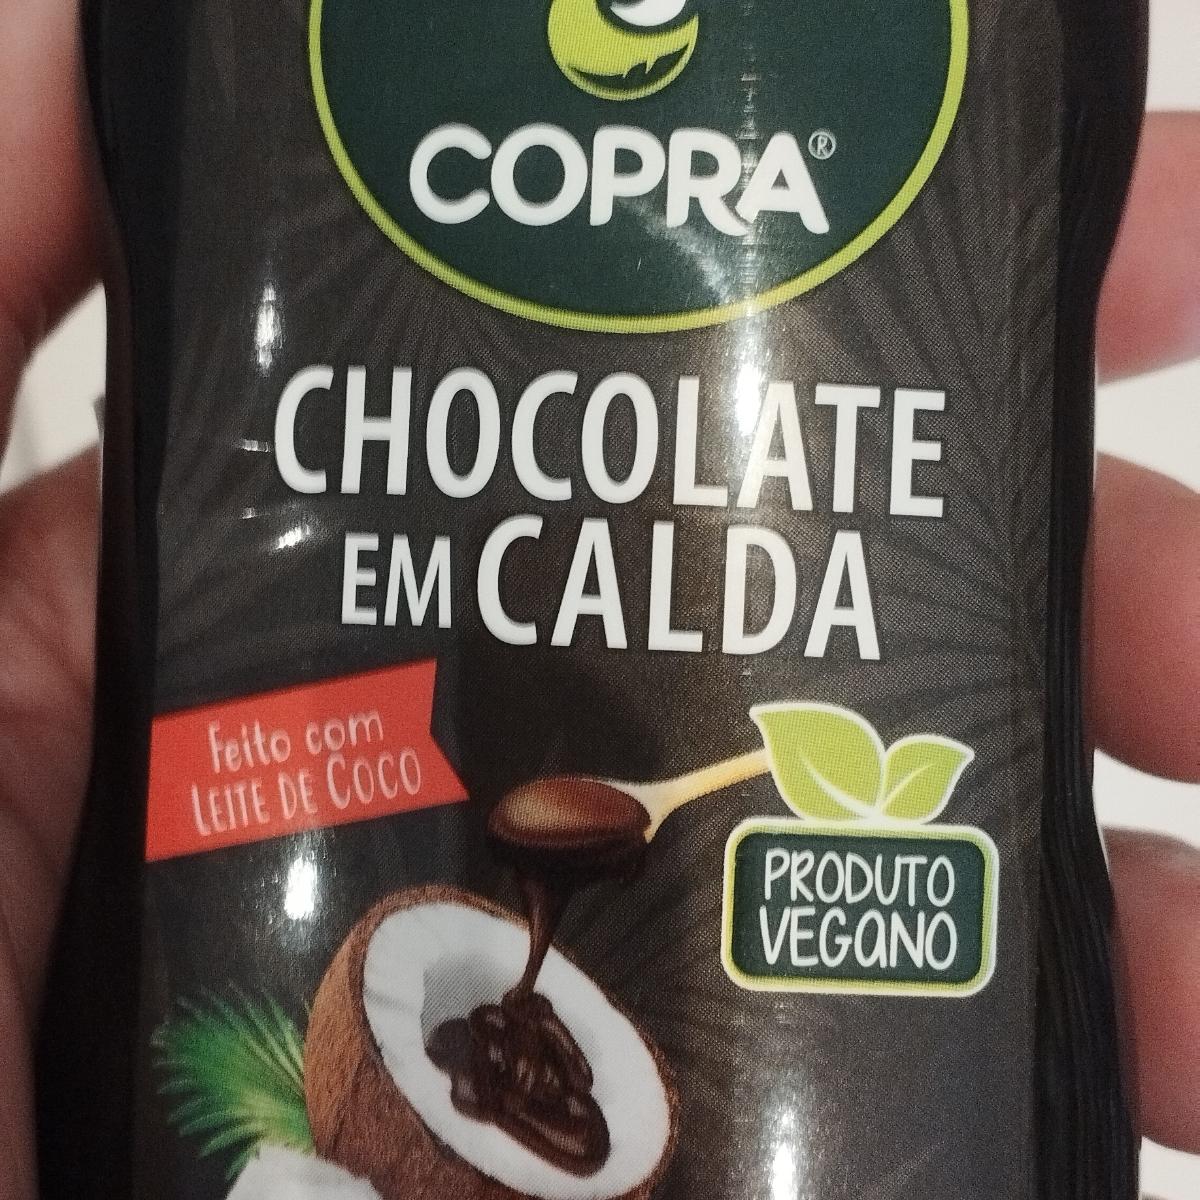 COPRA®
CHOCOLATE
EM CALDA
Feito com
LEITE DE COCO
PRODUTO
VEGANO